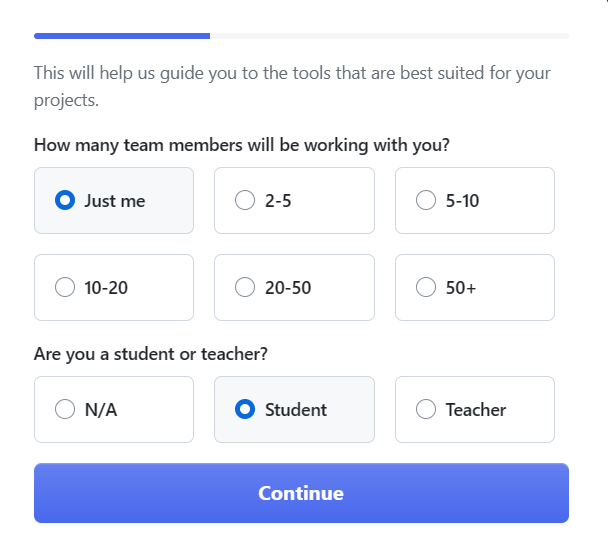 This will help us guide you to the tools that are best suited for your
projects.
How many team members will be working with you?
Just me
2-5
5-10
10-20
20-50
50+
Are you a student or teacher?
N/A
Student
Teacher
Continue